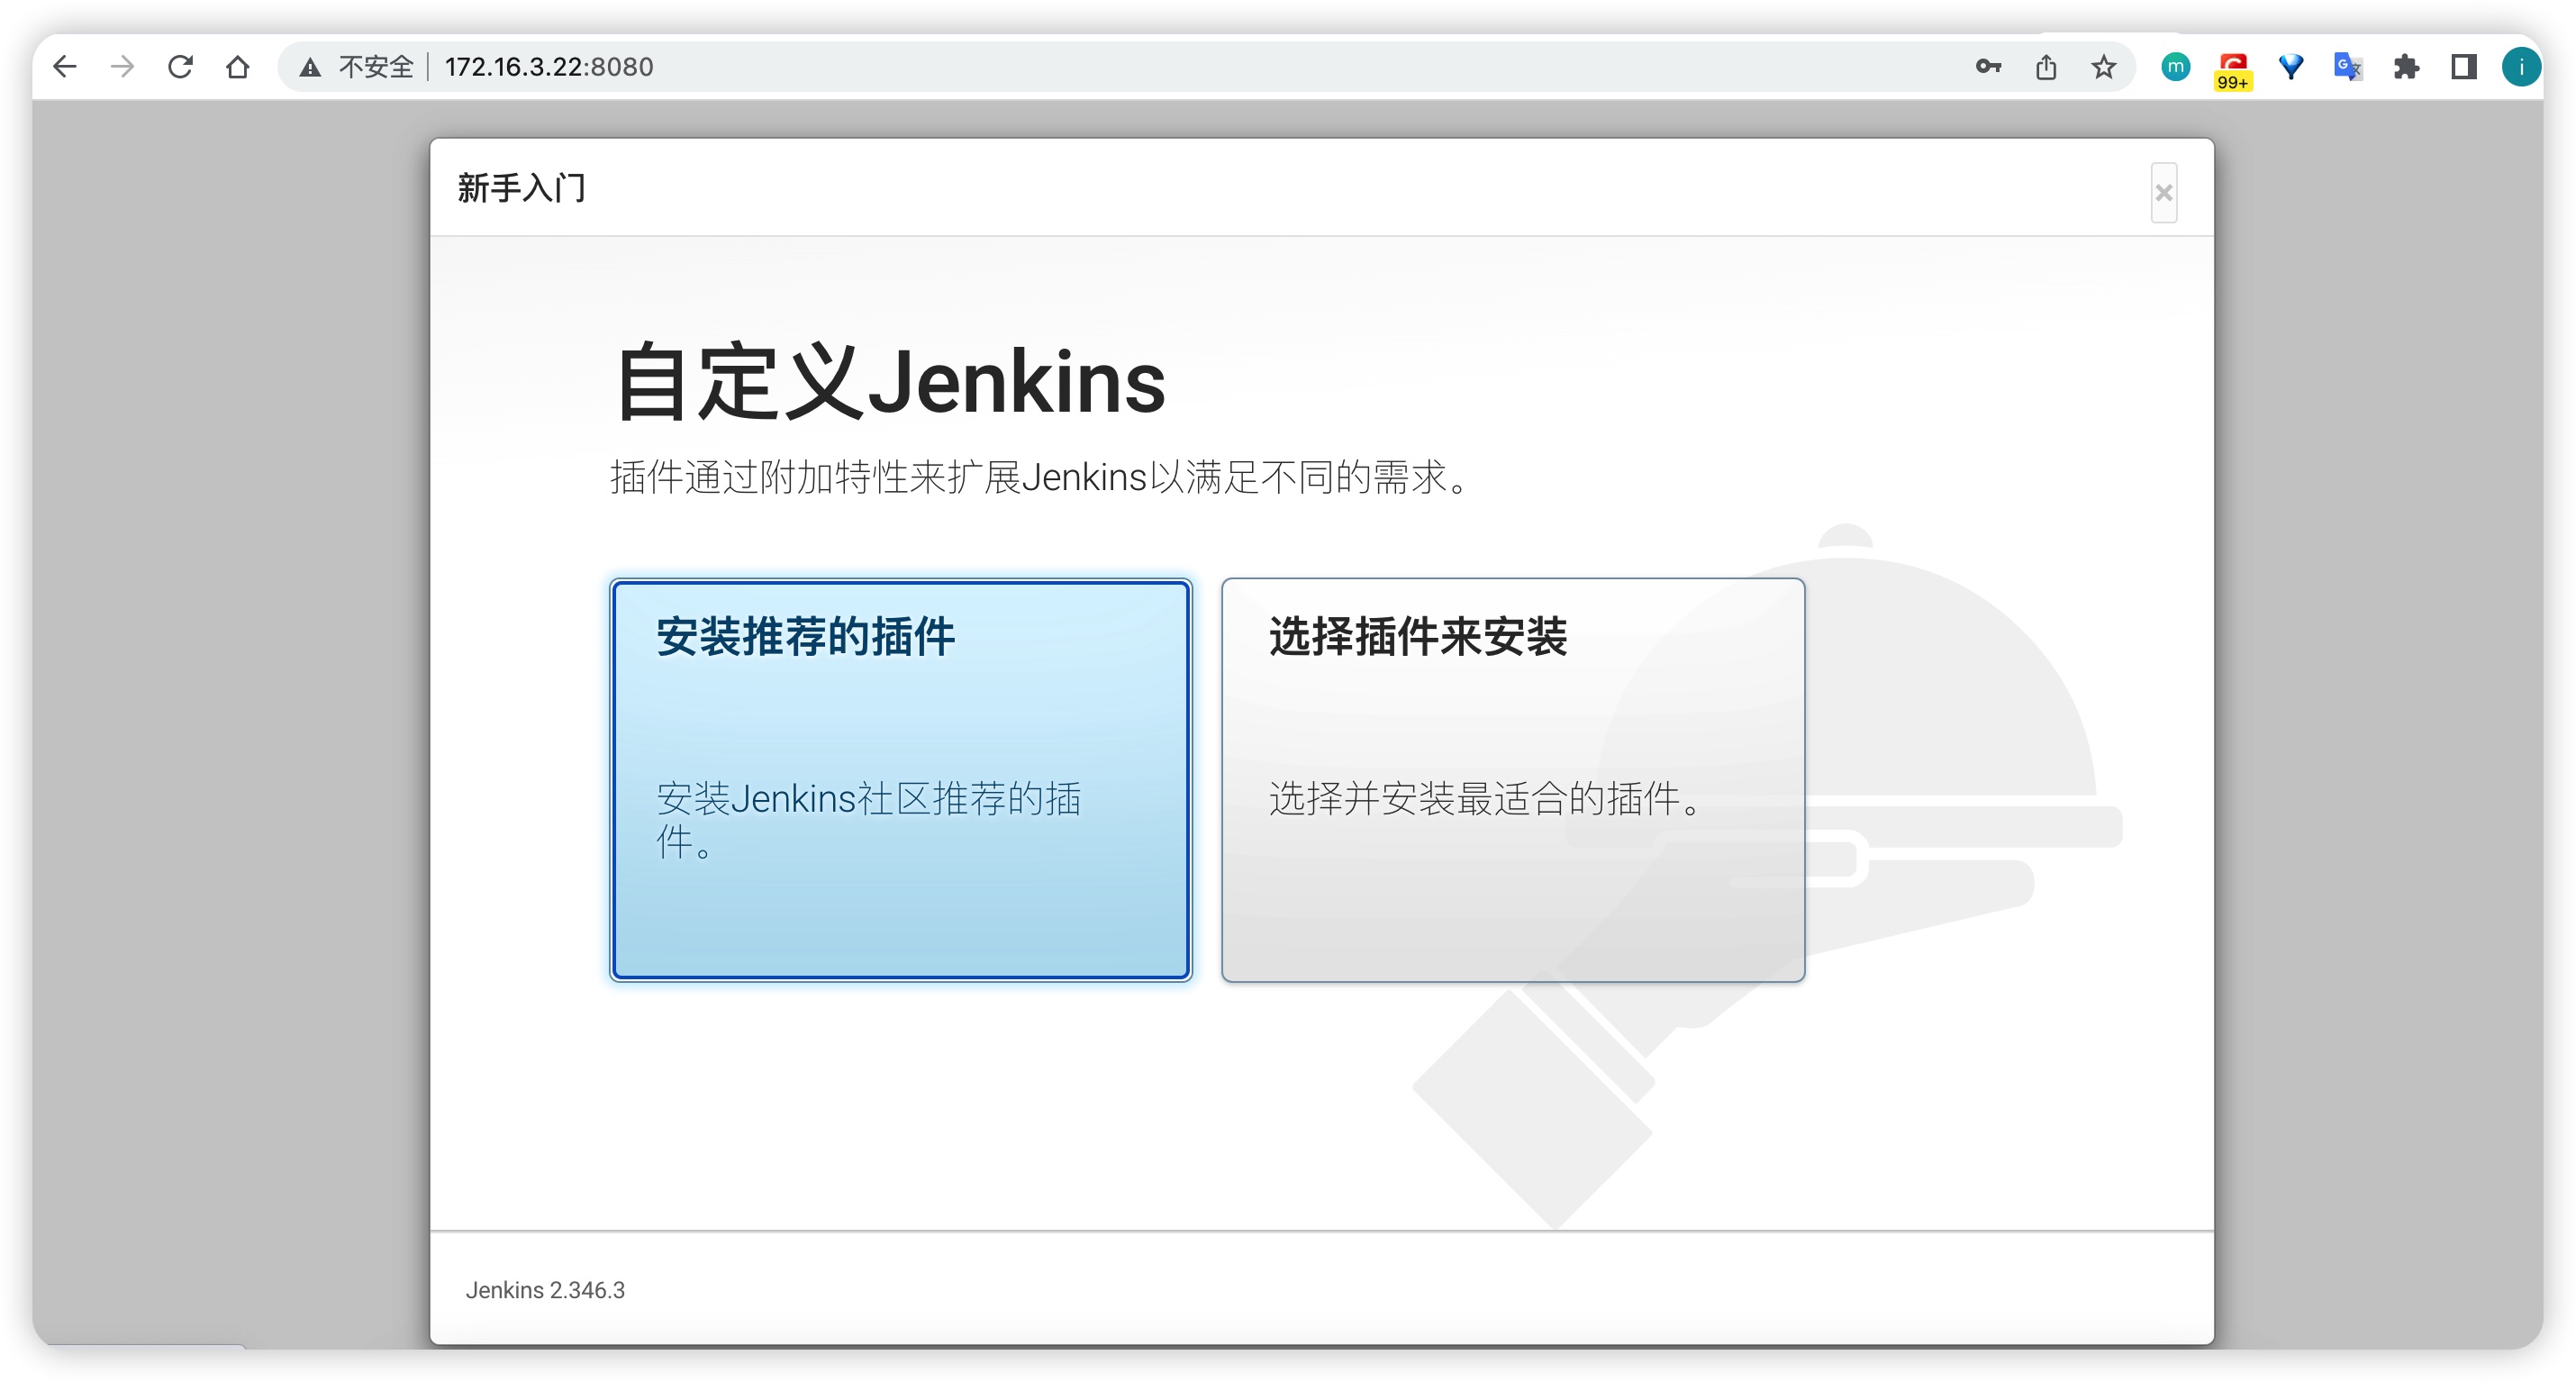 不安全 | 172.16.3.22:8080
m
99+
i
新手入门
×
自定义Jenkins
插件通过附加特性来扩展Jenkins以满足不同的需求。
安装推荐的插件
安装Jenkins社区推荐的插
件。
选择插件来安装
选择并安装最适合的插件。
Jenkins 2.346.3